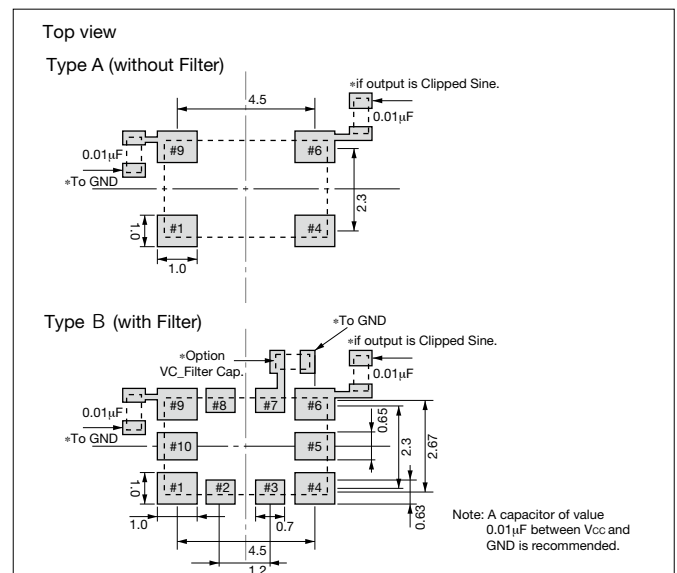 Top view
Type A (without Filter)
*if output is Clipped Sine.
4.5
0.01µF
#9
#6
0.01µF
*To GND
2.3
#1
#4
1.0
1.0
Type B (with Filter)
*To GND
*Option
VC_Filter Cap.
*if output is Clipped Sine.
0.01µF
#9
#8
#7
#6
0.01µF
*To GND
#10
#5
0.65
2.3
2.67
#1
#2
#3
#4
1.0
1.0
0.7
0.63
4.5
1.2
Note: A capacitor of value
0.01µF between Vcc and
GND is recommended.